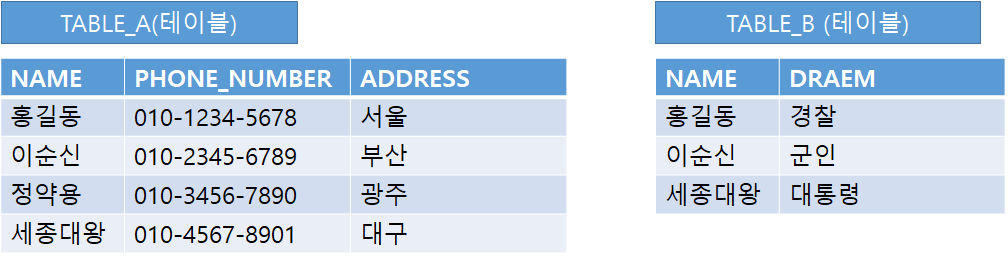 TABLE_A(테이블)
NAME PHONE_NUMBER ADDRESS
홍길동 010-1234-5678 서울
이순신 010-2345-6789 부산
정약용 010-3456-7890 광주
세종대왕 010-4567-8901 대구
TABLE_B (테이블)
NAME DRAEM
홍길동 경찰
이순신 군인
세종대왕 대통령